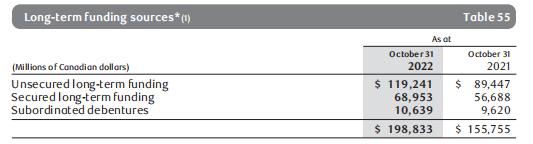 Long-term funding sources*(1) Table 55
As at
October 31 October 31
(Millions of Canadian dollars) 2022 2021
Unsecured long-term funding $ 119,241 $ 89,447
Secured long-term funding 68,953 56,688
Subordinated debentures 10,639 9,620
$ 198,833 $ 155,755